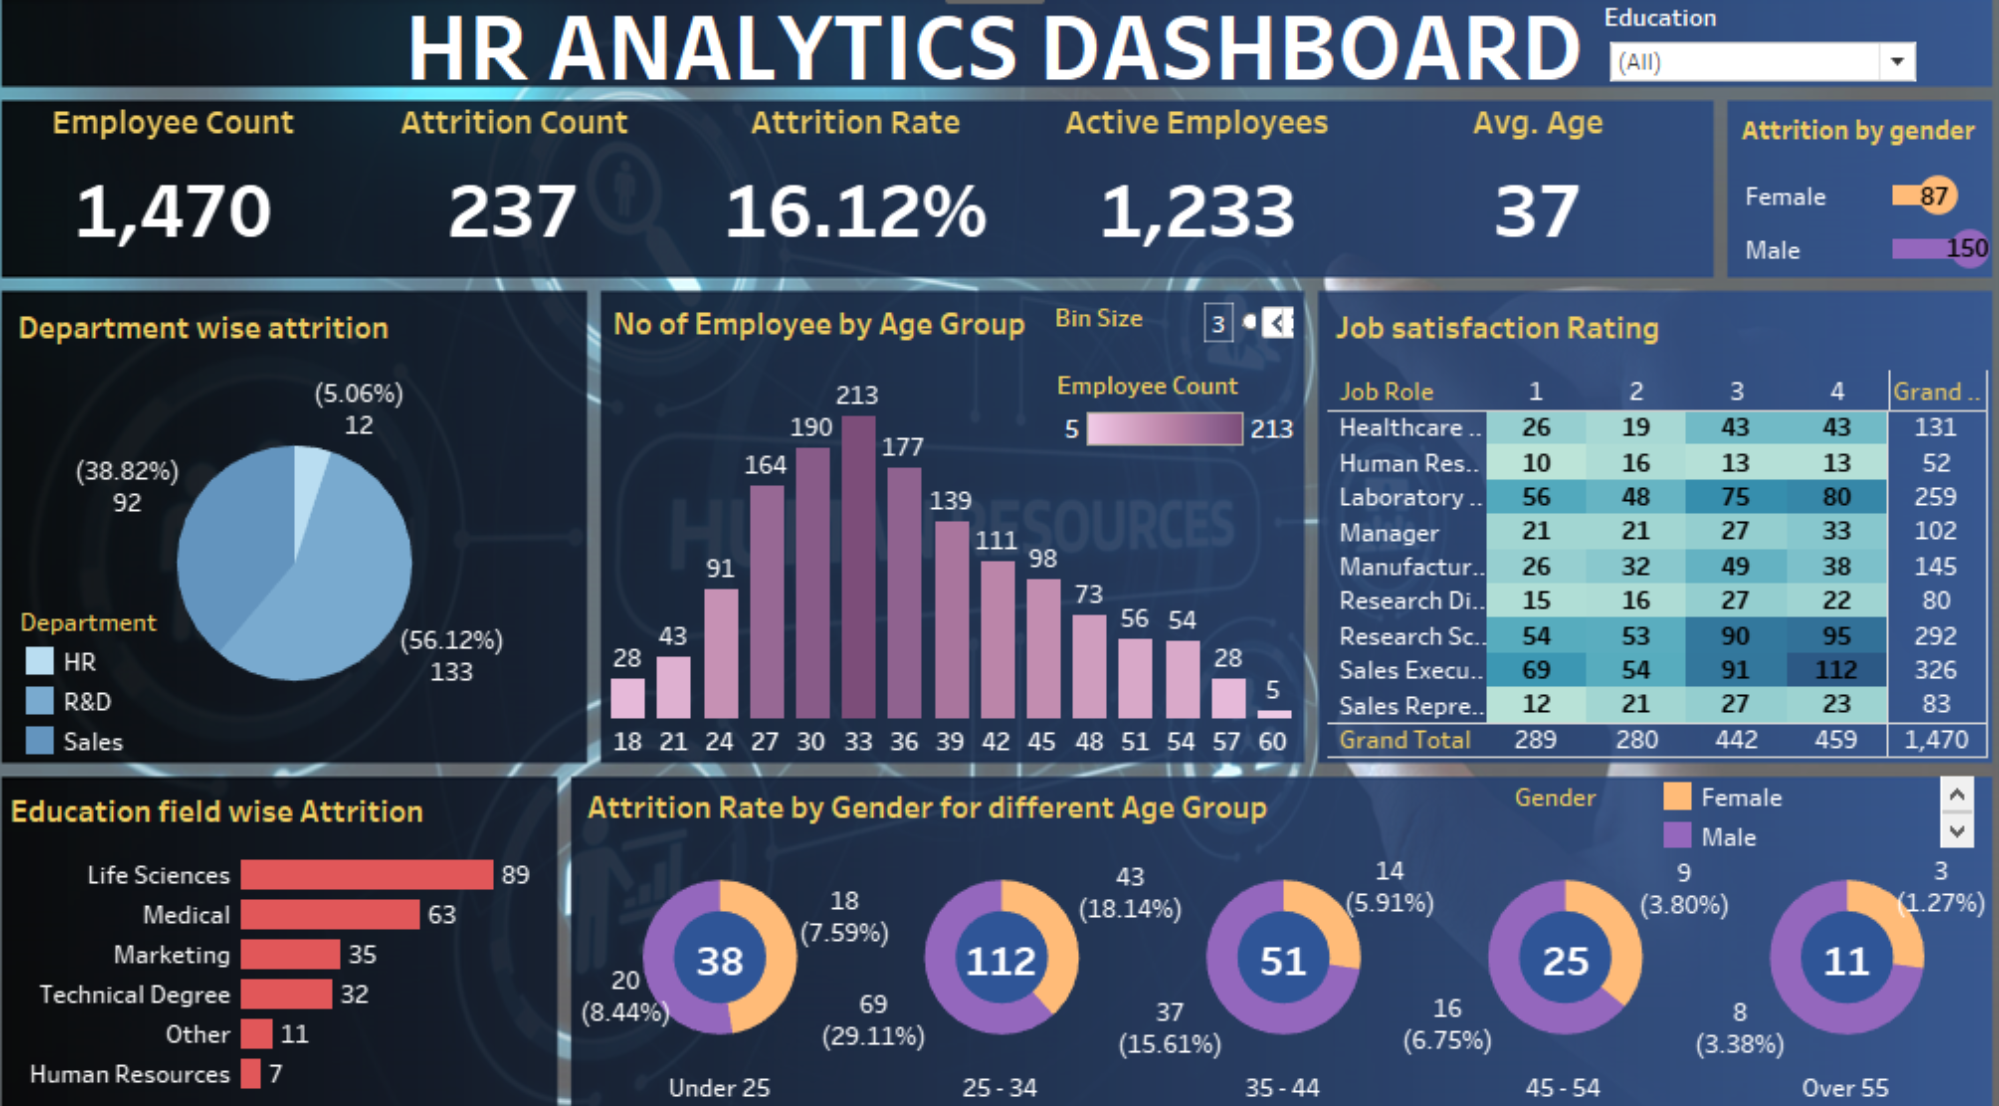 HR ANALYTICS DASHBOARD
Education
(All)
Employee Count
Attrition Count
Attrition Rate
Active Employees
Avg. Age
1,470
237
16.12%
1,233
37
Attrition by gender
Female 87
Male 150
Department wise attrition
(5.06%)
12
(38.82%)
92
(56.12%)
133
Department
HR
R&D
Sales
No of Employee by Age Group
Bin Size 3
Employee Count
5 213
28 43 91 164 190 213 177 139 111 98 73 56 54 28 5
18 21 24 27 30 33 36 39 42 45 48 51 54 57 60
HUMAN RESOURCES
Job satisfaction Rating
Job Role 1 2 3 4 Grand ..
Healthcare .. 26 19 43 43 131
Human Res.. 10 16 13 13 52
Laboratory .. 56 48 75 80 259
Manager 21 21 27 33 102
Manufactur.. 26 32 49 38 145
Research Di.. 15 16 27 22 80
Research Sc.. 54 53 90 95 292
Sales Execu.. 69 54 91 112 326
Sales Repre.. 12 21 27 23 83
Grand Total 289 280 442 459 1,470
Education field wise Attrition
Life Sciences 89
Medical 63
Marketing 35
Technical Degree 32
Other 11
Human Resources 7
Attrition Rate by Gender for different Age Group
Gender
Female
Male
38
18
(7.59%)
20
(8.44%)
Under 25
112
43
(18.14%)
69
(29.11%)
25 - 34
51
14
(5.91%)
37
(15.61%)
35 - 44
25
9
(3.80%)
16
(6.75%)
45 - 54
11
3
(1.27%)
8
(3.38%)
Over 55